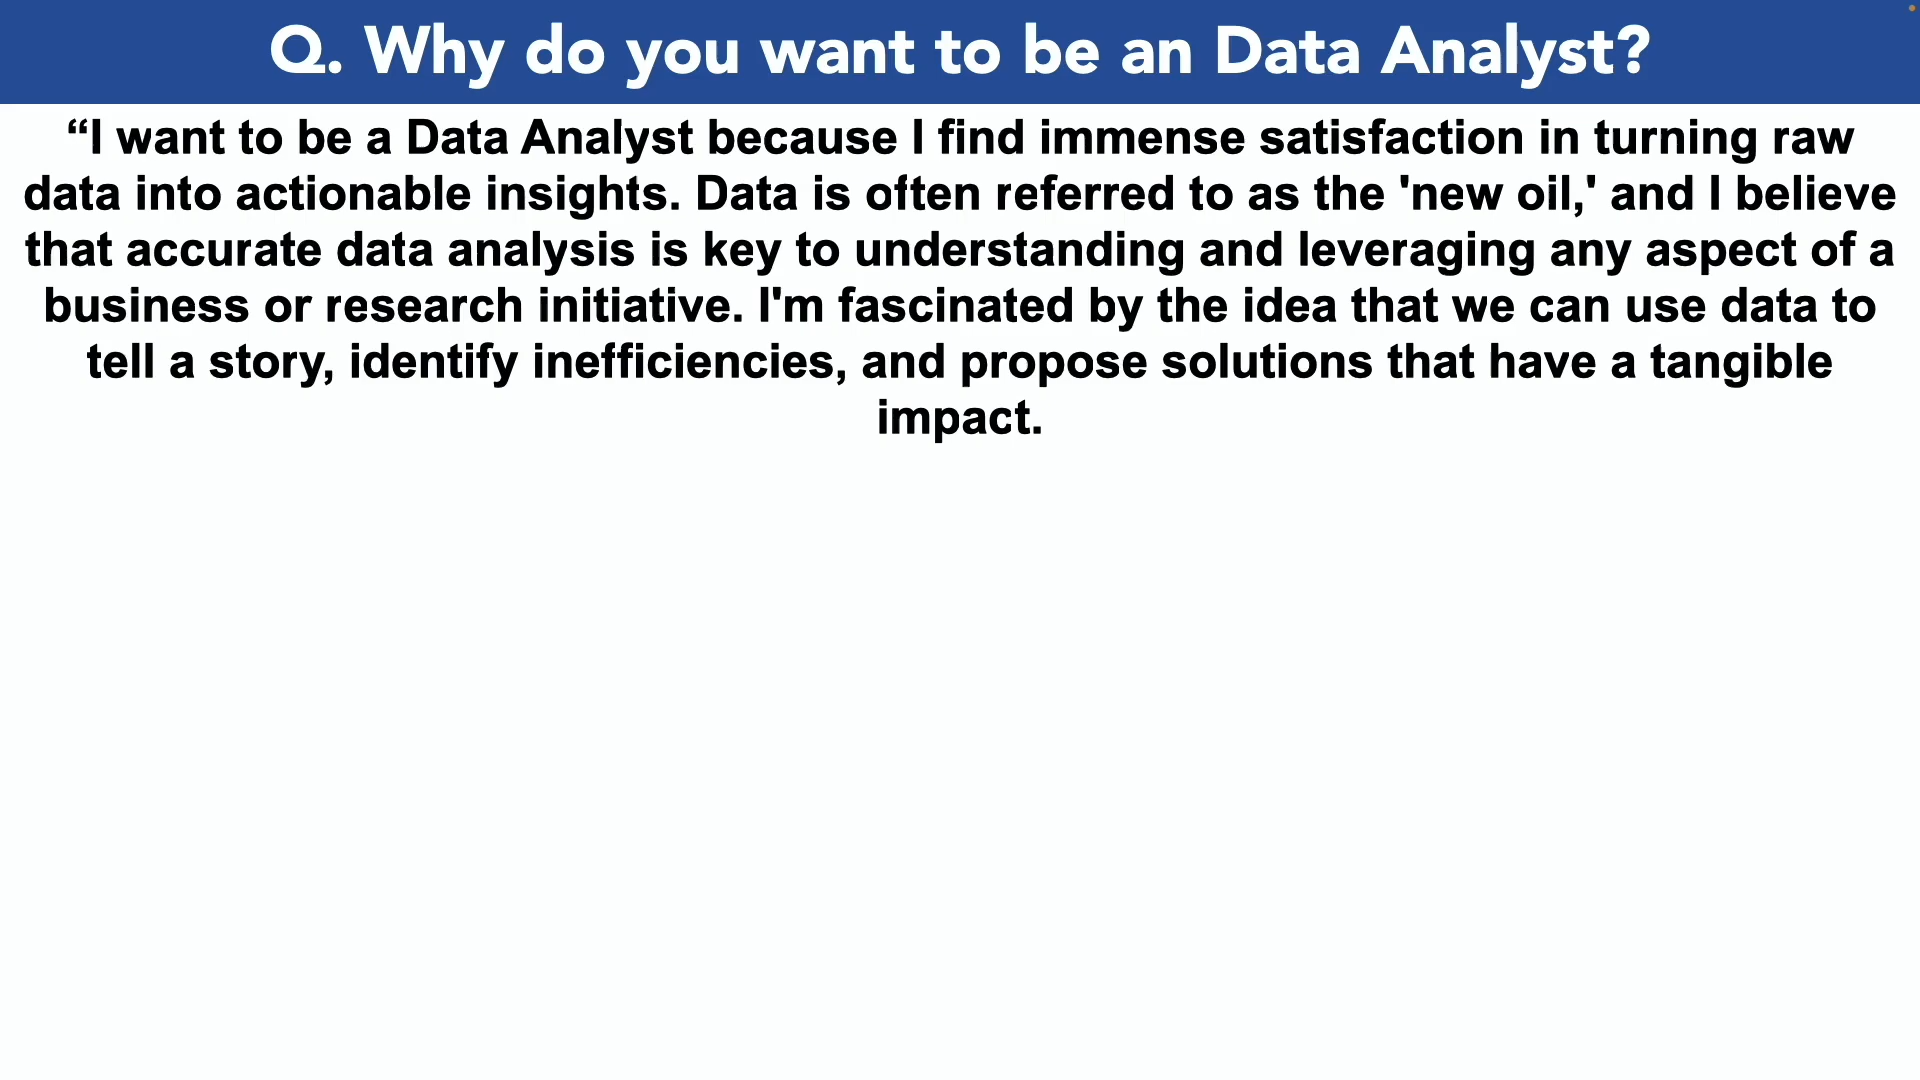 Q. Why do you want to be an Data Analyst?
“I want to be a Data Analyst because I find immense satisfaction in turning raw
data into actionable insights. Data is often referred to as the 'new oil,' and I believe
that accurate data analysis is key to understanding and leveraging any aspect of a
business or research initiative. I'm fascinated by the idea that we can use data to
tell a story, identify inefficiencies, and propose solutions that have a tangible
impact.